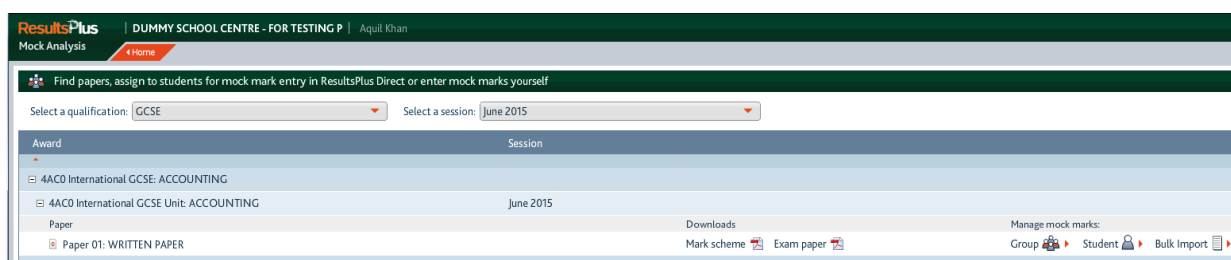 ResultsPlus | DUMMY SCHOOL CENTRE - FOR TESTING P | Aquil Khan
Mock Analysis Home
Find papers, assign to students for mock mark entry in ResultsPlus Direct or enter mock marks yourself
Select a qualification: GCSE Select a session: June 2015
Award Session
4AC0 International GCSE: ACCOUNTING
4AC0 International GCSE Unit: ACCOUNTING June 2015
Paper Downloads Manage mock marks:
Paper 01: WRITTEN PAPER Mark scheme Exam paper Group Student Bulk Import